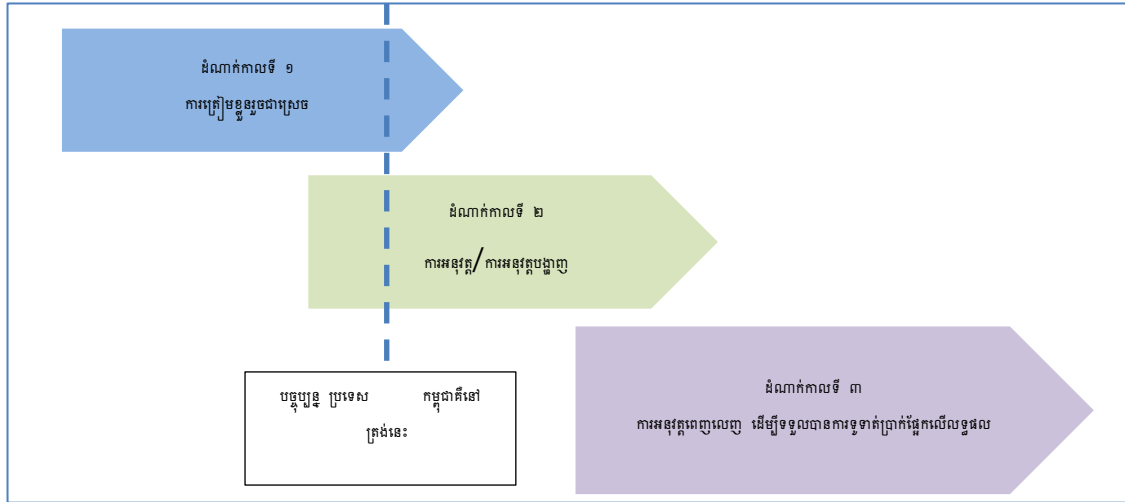 ដំណាក់កាលទី ១
ការត្រៀមខ្លួនរួចជាស្រេច
ដំណាក់កាលទី ២
ការអនុវត្ត/ការអនុវត្តបង្ហាញ
បច្ចុប្បន្ន ប្រទេស កម្ពុជាគឺនៅ
ត្រង់នេះ
ដំណាក់កាលទី ៣
ការអនុវត្តពេញលេញ ដើម្បីទទួលបានការទូទាត់ប្រាក់ផ្អែកលើលទ្ធផល